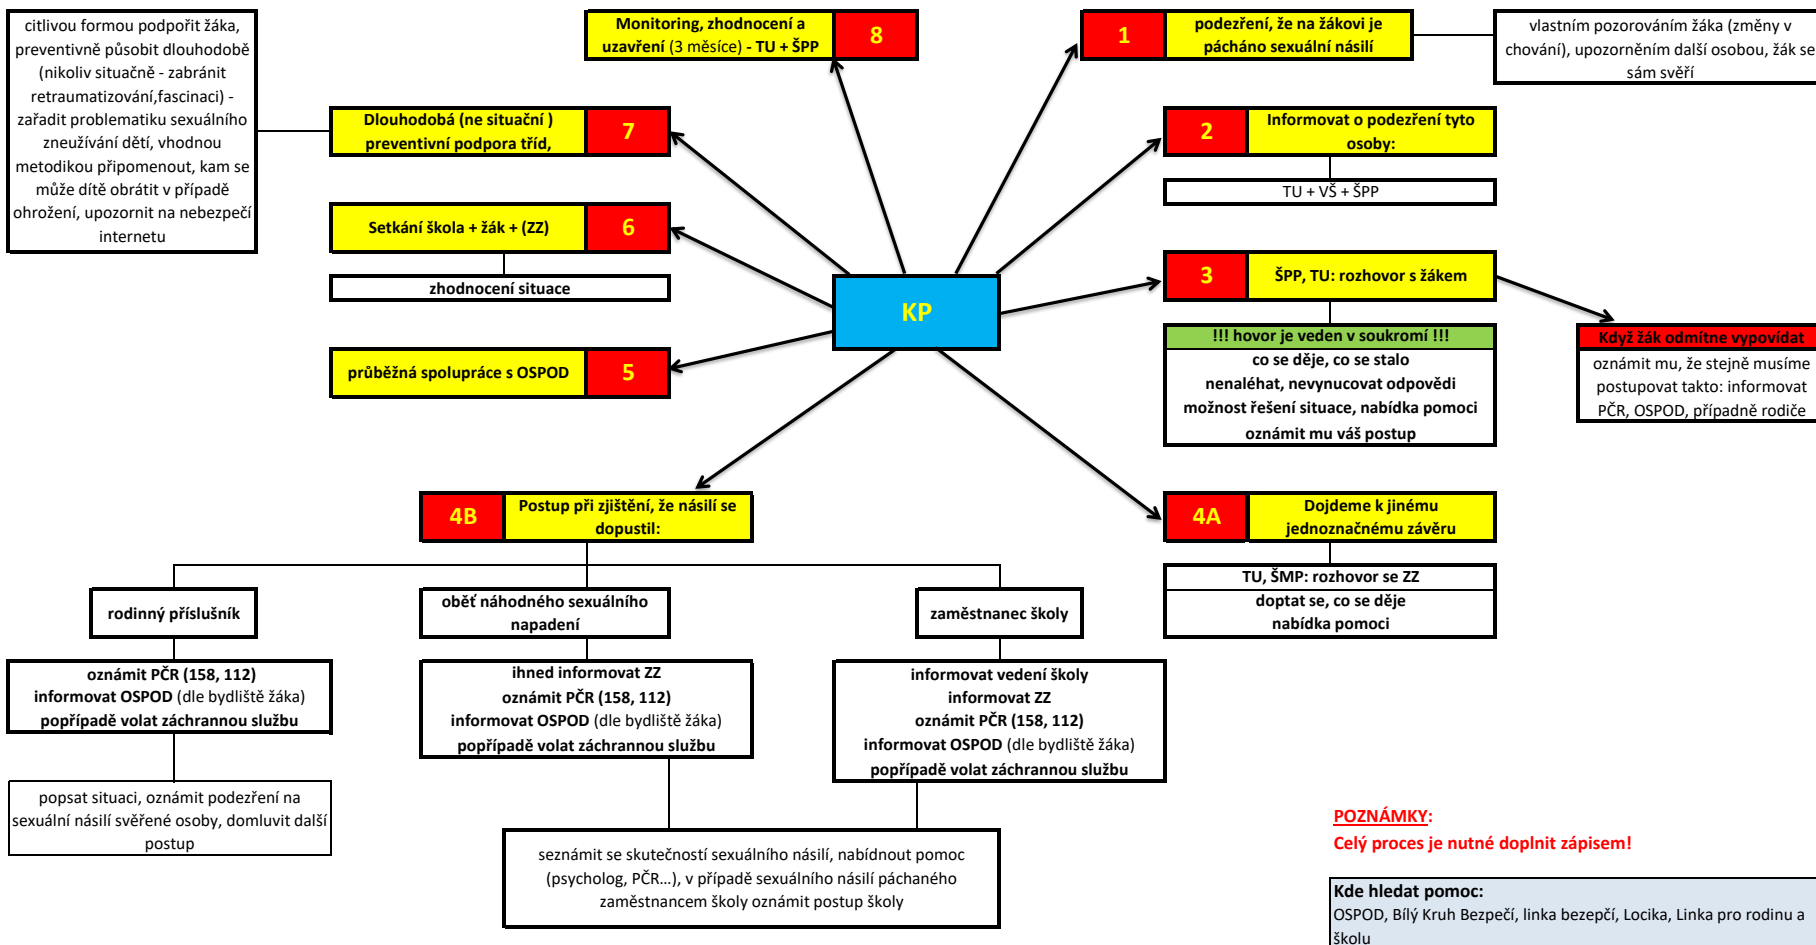 citlivou formou podpořit žáka,
preventivně působit dlouhodobě
(nikoliv situačně - zabránit
retraumatizování,fascinaci) -
zařadit problematiku sexuálního
zneužívání dětí, vhodnou
metodikou připomenout, kam se
může dítě obrátit v případě
ohrožení, upozornit na nebezpečí
internetu
Monitoring, zhodnocení a
uzavření (3 měsíce) - TU + ŠPP
8
1
podezření, že na žákovi je
pácháno sexuální násilí
vlastním pozorováním žáka (změny v
chování), upozorněním další osobou, žák se
sám svěří
Dlouhodobá (ne situační )
preventivní podpora tříd,
7
2
Informovat o podezření tyto
osoby:
TU + VŠ + ŠPP
Setkání škola + žák + (ZZ)
6
zhodnocení situace
KP
3
ŠPP, TU: rozhovor s žákem
!!! hovor je veden v soukromí !!!
co se děje, co se stalo
nenaléhat, nevynucovat odpovědi
možnost řešení situace, nabídka pomoci
oznámit mu váš postup
Když žák odmítne vypovídat
oznámit mu, že stejně musíme
postupovat takto: informovat
PČR, OSPOD, případně rodiče
průběžná spolupráce s OSPOD
5
4B
Postup při zjištění, že násilí se
dopustil:
4A
Dojdeme k jinému
jednoznačnému závěru
TU, ŠMP: rozhovor se ZZ
doptat se, co se děje
nabídka pomoci
rodinný příslušník
oběť náhodného sexuálního
napadení
zaměstnanec školy
oznámit PČR (158, 112)
informovat OSPOD (dle bydliště žáka)
popřípadě volat záchrannou službu
ihned informovat ZZ
oznámit PČR (158, 112)
informovat OSPOD (dle bydliště žáka)
popřípadě volat záchrannou službu
informovat vedení školy
informovat ZZ
oznámit PČR (158, 112)
informovat OSPOD (dle bydliště žáka)
popřípadě volat záchrannou službu
popsat situaci, oznámit podezření na
sexuální násilí svěřené osoby, domluvit další
postup
seznámit se skutečností sexuálního násilí, nabídnout pomoc
(psycholog, PČR...), v případě sexuálního násilí páchaného
zaměstnancem školy oznámit postup školy
POZNÁMKY:
Celý proces je nutné doplnit zápisem!
Kde hledat pomoc:
OSPOD, Bílý Kruh Bezpečí, linka bezepčí, Locika, Linka pro rodinu a
školu